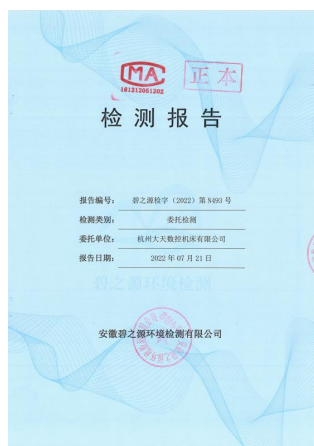 MA
161212051202
正本
检测报告
报告编号： 碧之源检字（2022）第8493号
检测类别： 委托检测
委托单位： 杭州大天数控机床有限公司
报告日期： 2022年07月21日
碧之源环境检测
安徽碧之源环境检测有限公司